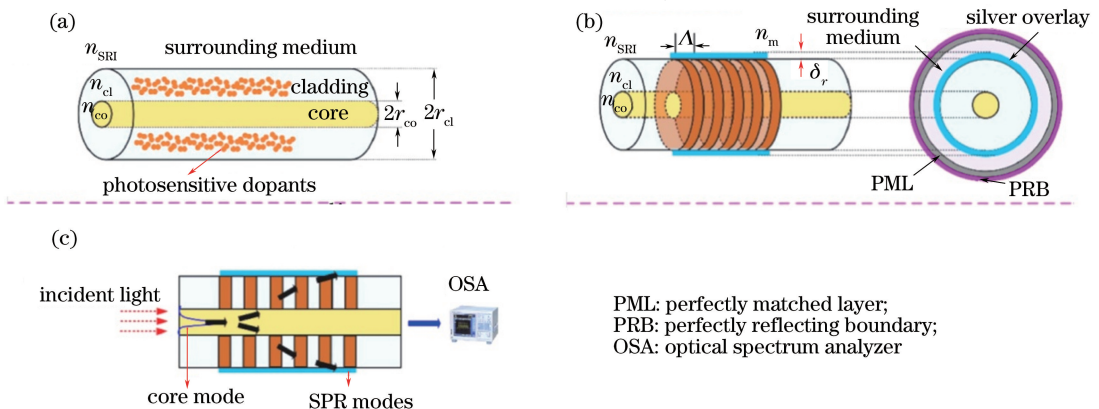 (a)
n_SRI
surrounding medium
n_cl
cladding
n_co
core
2r_co
2r_cl
photosensitive dopants
(b)
n_SRI
Λ
n_m
surrounding
medium
silver overlay
δ_r
n_cl
n_co
PML
PRB
(c)
incident light
OSA
core mode
SPR modes
PML: perfectly matched layer;
PRB: perfectly reflecting boundary;
OSA: optical spectrum analyzer